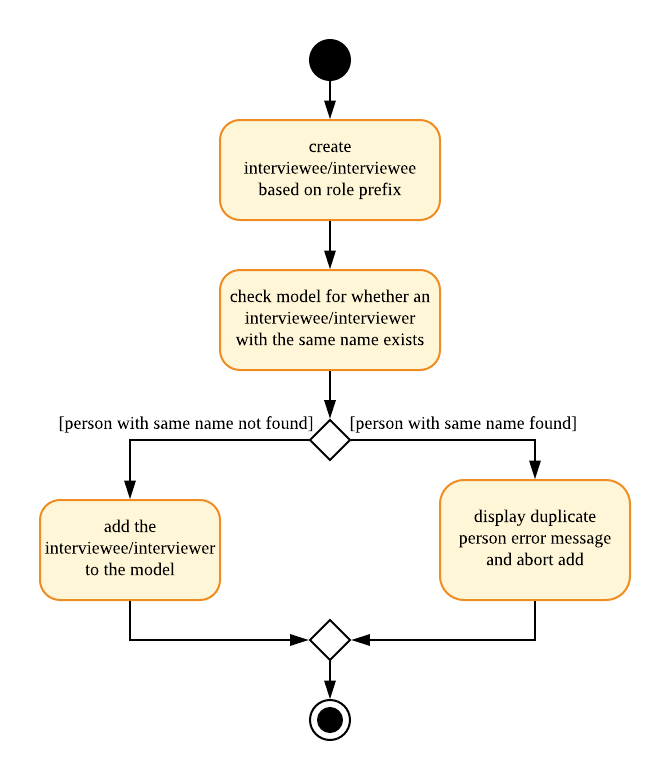 create
interviewee/interviewee
based on role prefix
check model for whether an
interviewee/interviewer
with the same name exists
[person with same name not found]
[person with same name found]
add the
interviewee/interviewer
to the model
display duplicate
person error message
and abort add